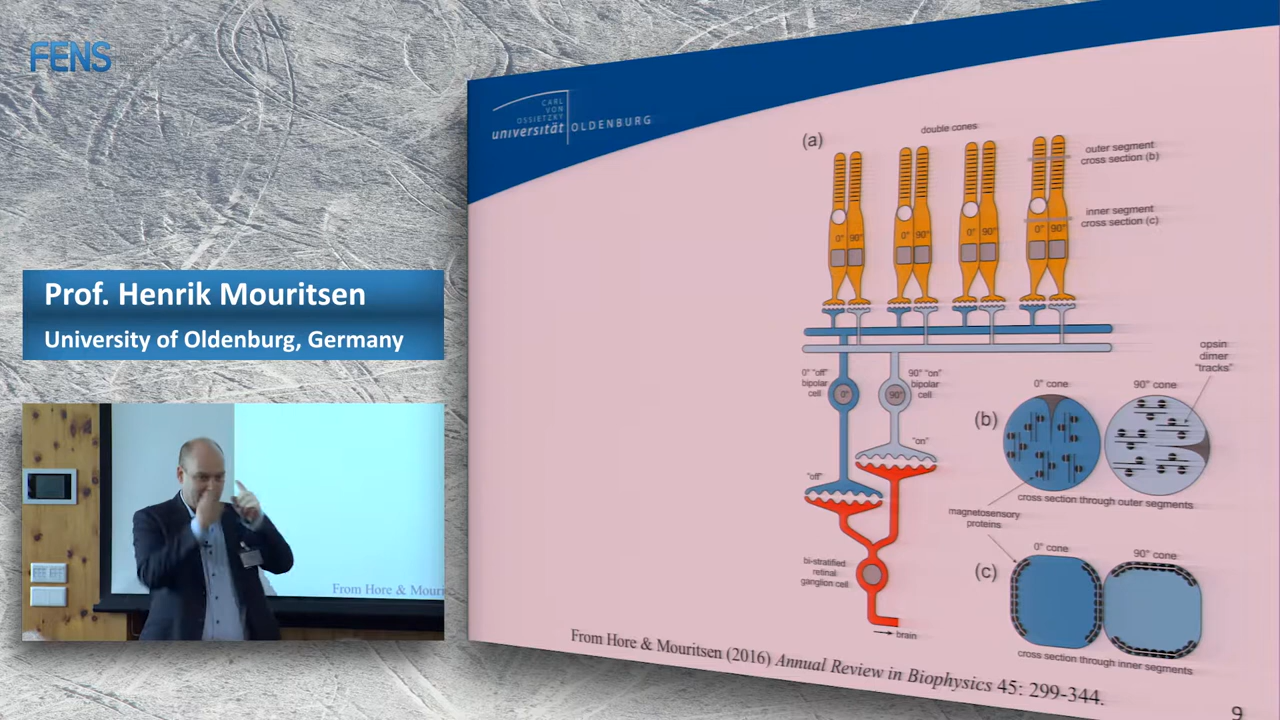 FENS
CARL
VON
OSSIETZKY
universität OLDENBURG
Prof. Henrik Mouritsen
University of Oldenburg, Germany
From Hore & Mouri
(a)
double cones
outer segment
cross section (b)
inner segment
cross section (c)
0° 90°
0° 90°
0° 90°
0° 90°
0° "off"
bipolar
cell
0°
90° "on"
bipolar
cell
90°
"on"
"off"
bi-stratified
retinal
ganglion cell
brain
opsin
dimer
"tracks"
(b)
0° cone
90° cone
cross section through outer segments
magnetosensory
proteins
(c)
0° cone
90° cone
cross section through inner segments
From Hore & Mouritsen (2016) Annual Review in Biophysics 45: 299-344.
9